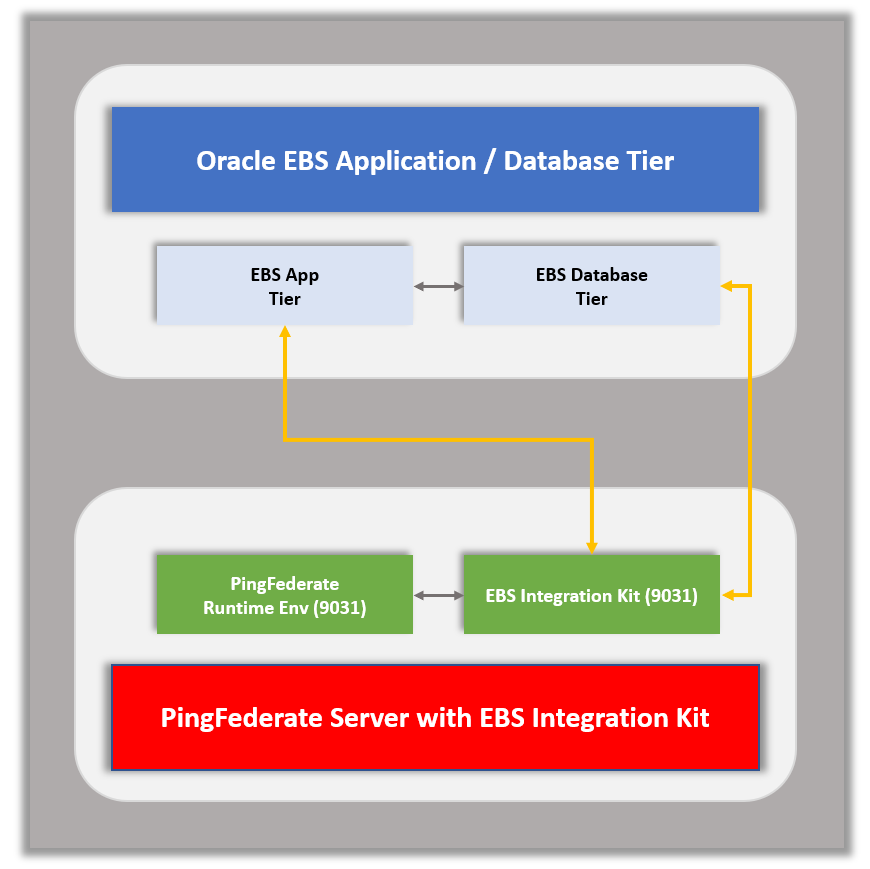 Oracle EBS Application / Database Tier
EBS App
Tier
EBS Database
Tier
PingFederate
Runtime Env (9031)
EBS Integration Kit (9031)
PingFederate Server with EBS Integration Kit